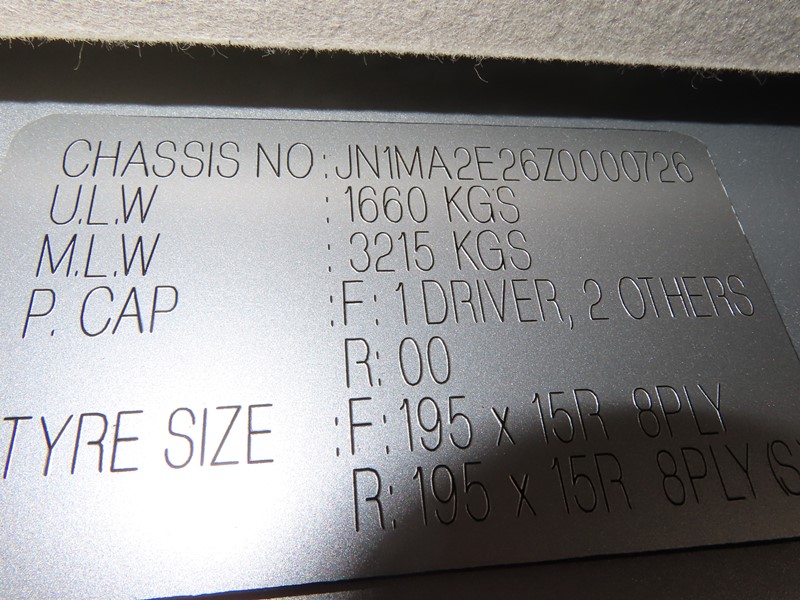 CHASSIS NO: JN1MA2E26Z0000726
U.L.W : 1660 KGS
M.L.W : 3215 KGS
P. CAP :F: 1 DRIVER, 2 OTHERS
R: 00
TYRE SIZE :F: 195 x 15R 8PLY
R: 195 x 15R 8PLY